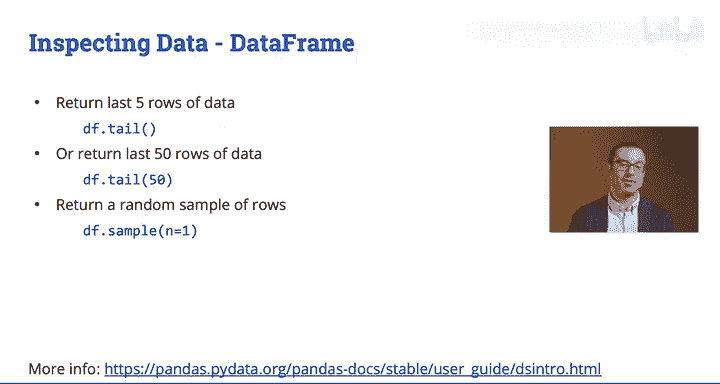 Inspecting Data - DataFrame
• Return last 5 rows of data
df.tail()
• Or return last 50 rows of data
df.tail(50)
• Return a random sample of rows
df.sample(n=1)
More info: https://pandas.pydata.org/pandas-docs/stable/user_guide/dsintro.html